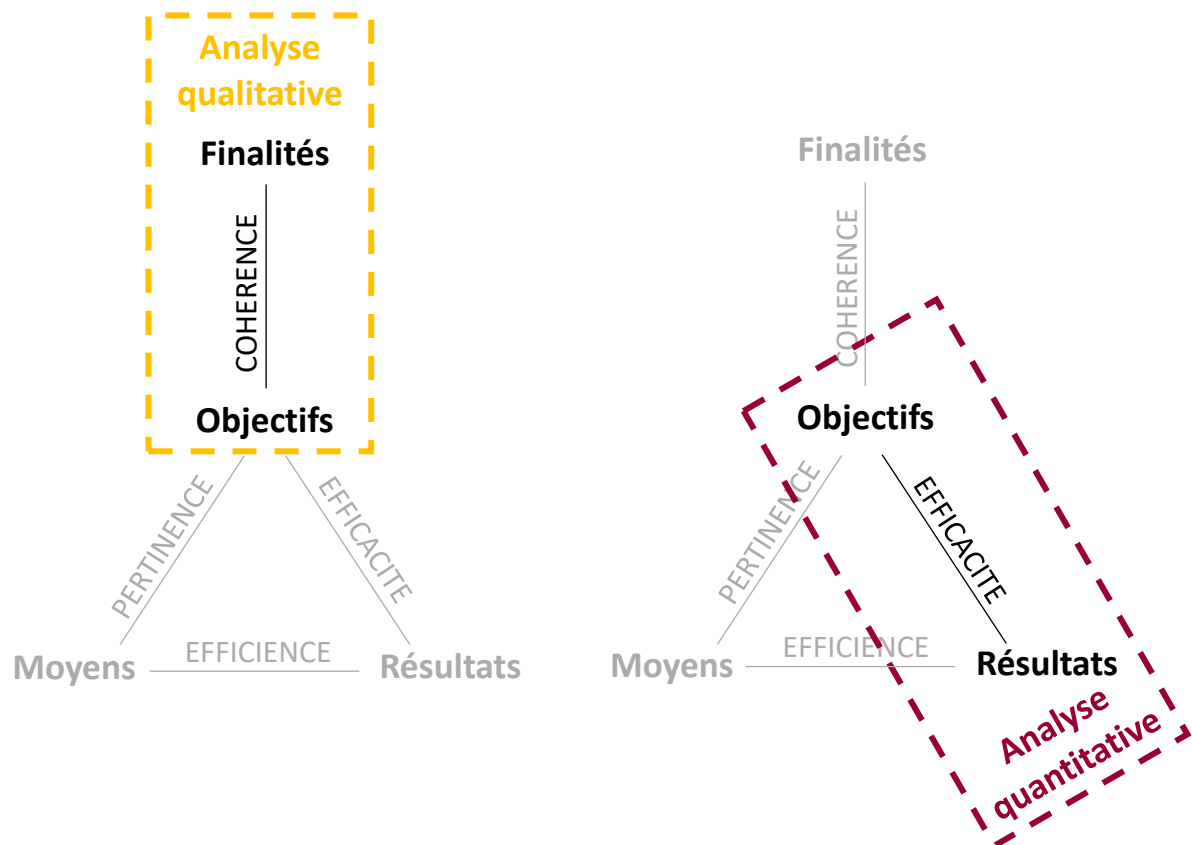 Analyse
qualitative
Finalités
COHERENCE
Objectifs
PERTINENCE
EFFICACITE
Moyens
EFFICIENCE
Résultats
Finalités
COHERENCE
Objectifs
PERTINENCE
EFFICACITE
Moyens
EFFICIENCE
Résultats
Analyse
quantitative